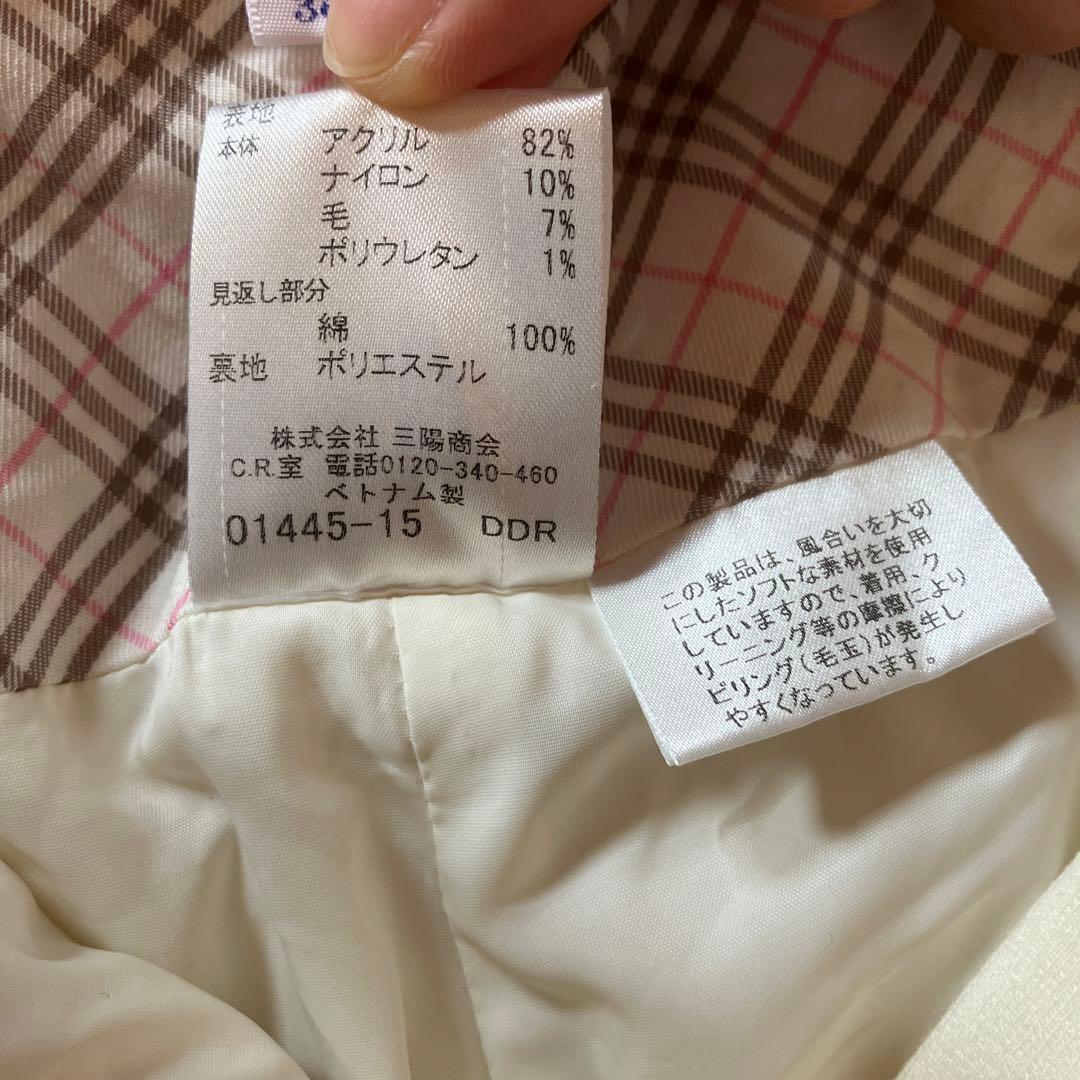 表地
本体 アクリル 82%
ナイロン 10%
毛 7%
ポリウレタン 1%
見返し部分
綿 100%
裏地 ポリエステル
株式会社 三陽商会
C.R.室 電話0120-340-460
ベトナム製
01445-15 DDR
この製品は、風合いを大切
にしたソフトな素材を使用
していますので、着用、ク
リーニング等の摩擦により
ピリング(毛玉)が発生し
やすくなっています。